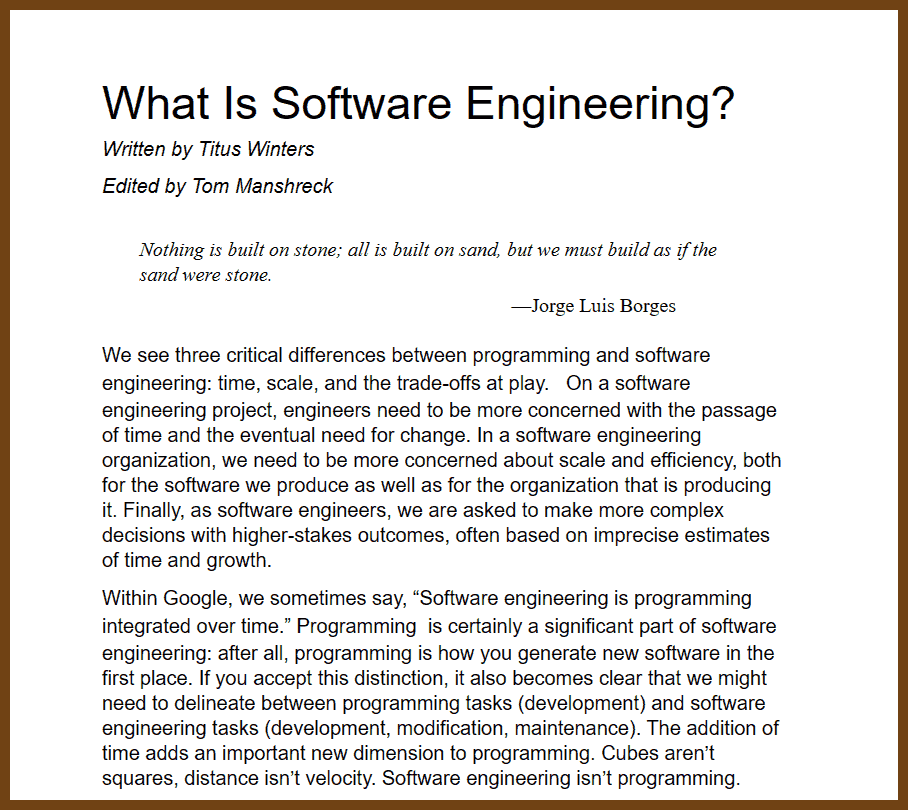 What Is Software Engineering?
Written by Titus Winters
Edited by Tom Manshreck
Nothing is built on stone; all is built on sand, but we must build as if the
sand were stone.
—Jorge Luis Borges
We see three critical differences between programming and software
engineering: time, scale, and the trade-offs at play.   On a software
engineering project, engineers need to be more concerned with the passage
of time and the eventual need for change. In a software engineering
organization, we need to be more concerned about scale and efficiency, both
for the software we produce as well as for the organization that is producing
it. Finally, as software engineers, we are asked to make more complex
decisions with higher-stakes outcomes, often based on imprecise estimates
of time and growth.
Within Google, we sometimes say, “Software engineering is programming
integrated over time.” Programming  is certainly a significant part of software
engineering: after all, programming is how you generate new software in the
first place. If you accept this distinction, it also becomes clear that we might
need to delineate between programming tasks (development) and software
engineering tasks (development, modification, maintenance). The addition of
time adds an important new dimension to programming. Cubes aren’t
squares, distance isn’t velocity. Software engineering isn’t programming.